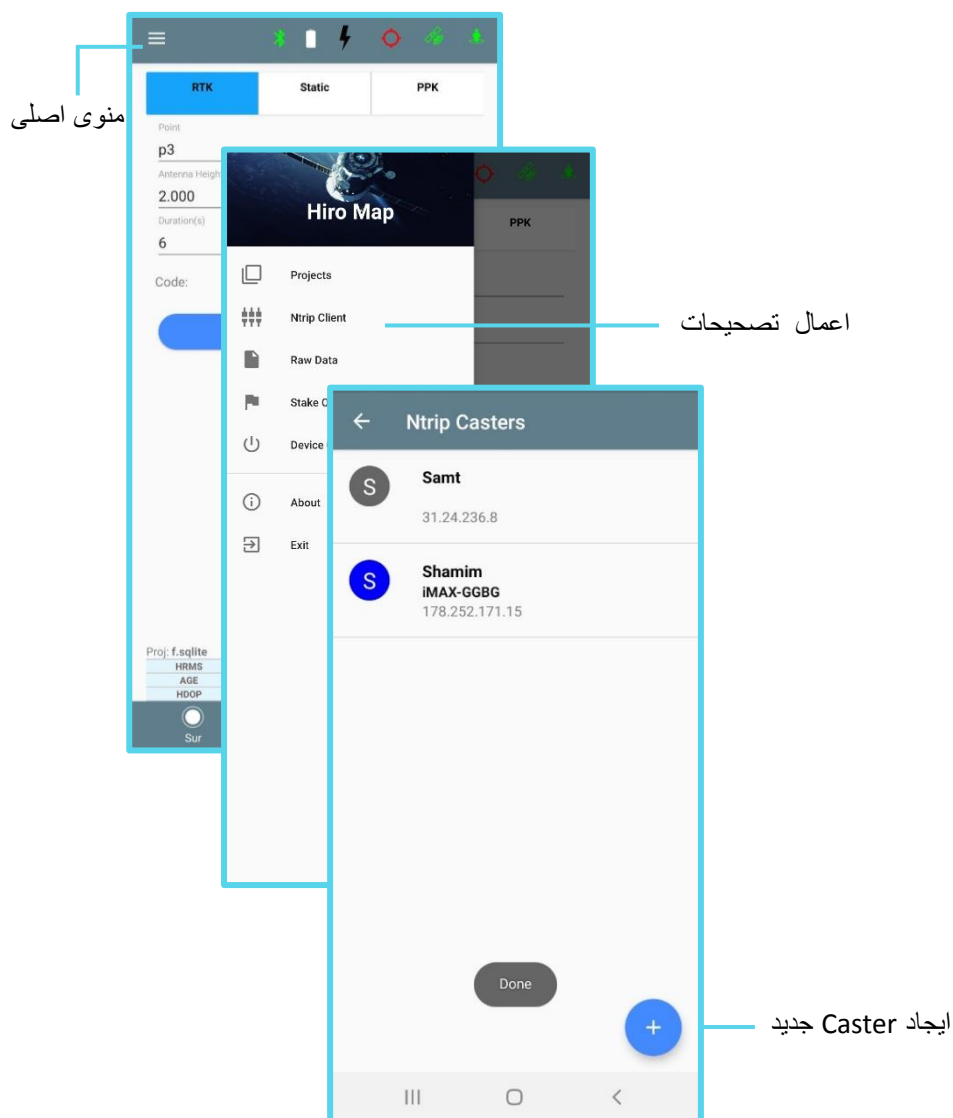 RTK
Static
PPK
منوی اصلی
Point
p3
Antenna Height
2.000
Duration(s)
6
Code:
Proj: f.sqlite
HRMS
AGE
HDOP
Sur
Hiro Map
PPK
Projects
Ntrip Client
اعمال تصحیحات
Raw Data
Stake O
Device
About
Exit
Ntrip Casters
S
Samt
31.24.236.8
S
Shamim
iMAX-GGBG
178.252.171.15
Done
+
ایجاد Caster جدید